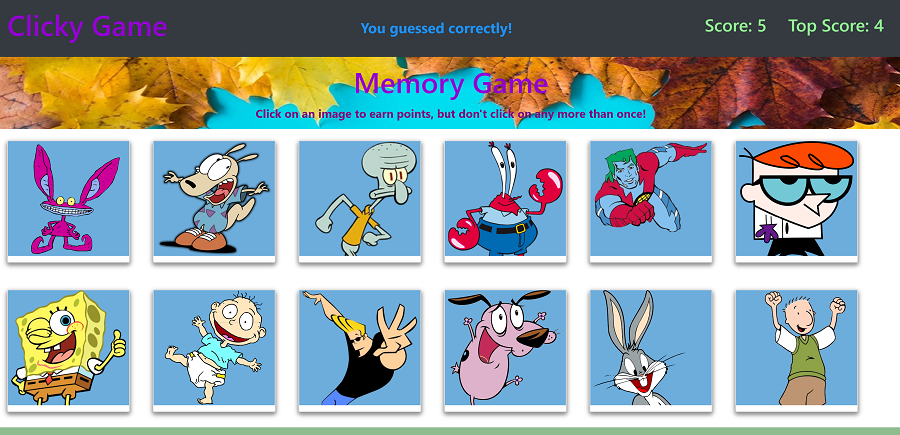 Clicky Game
You guessed correctly!
Score: 5 Top Score: 4
Memory Game
Click on an image to earn points, but don't click on any more than once!